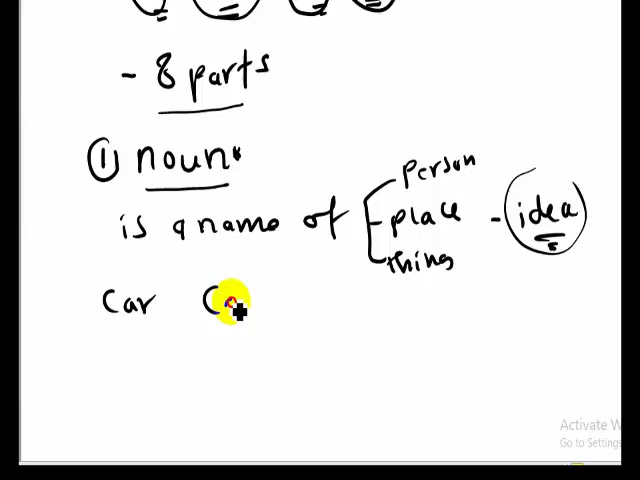 - 8 parts
① noun
person
is a name of place - idea
thing
Car C
Activate W
Go to Settings